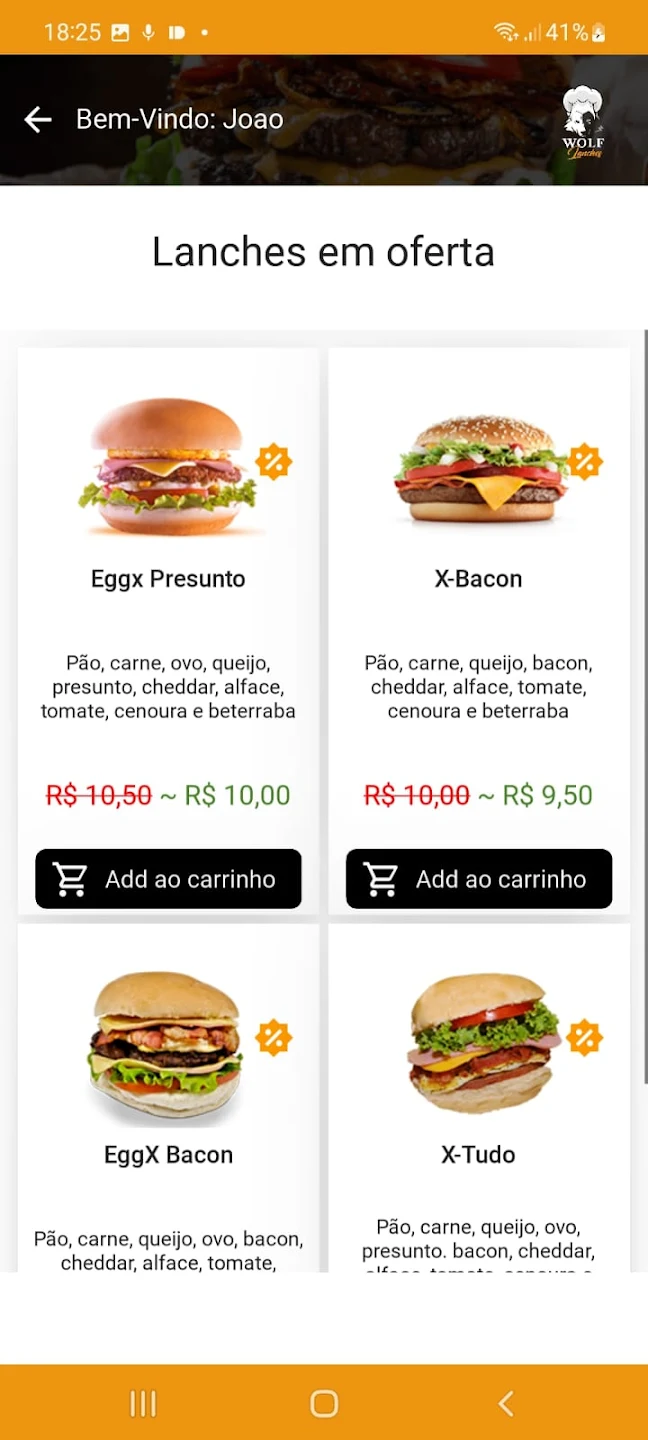 18:25
41%
Bem-Vindo: Joao
WOLF
Lanches
Lanches em oferta
Eggx Presunto
Pão, carne, ovo, queijo,
presunto, cheddar, alface,
tomate, cenoura e beterraba
R$ 10,50 ~ R$ 10,00
Add ao carrinho
X-Bacon
Pão, carne, queijo, bacon,
cheddar, alface, tomate,
cenoura e beterraba
R$ 10,00 ~ R$ 9,50
Add ao carrinho
EggX Bacon
Pão, carne, queijo, ovo, bacon,
cheddar, alface, tomate,
X-Tudo
Pão, carne, queijo, ovo,
presunto. bacon, cheddar,
alface, tomate, cenoura e